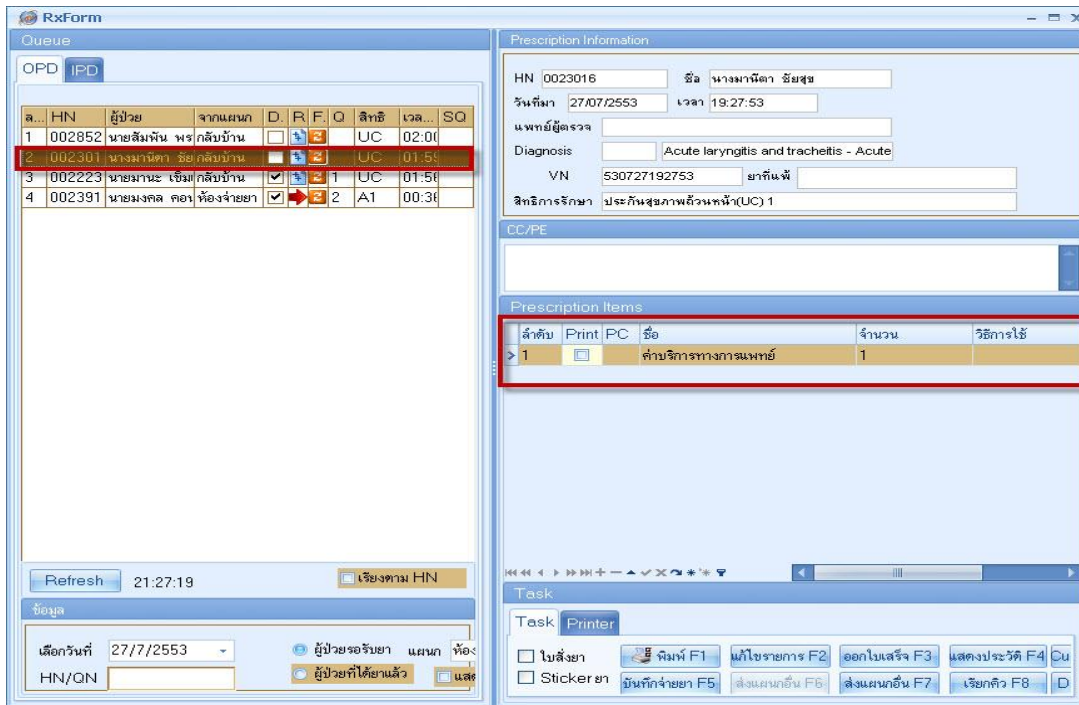 RxForm
Queue
OPD IPD
ล... HN ผู้ป่วย จากแผนก D. R F. Q สิทธิ เวล... SQ
1 002852 นายสัมพัน พร กลับบ้าน UC 02:0
2 002301 นางมานิตา ชัย กลับบ้าน UC 01:5
3 002223 นายมานะ เข็ม กลับบ้าน 1 UC 01:5
4 002391 นายมงคล ห้องจ่ายยา 2 A1 00:3
Refresh 21:27:19 เรียงตาม HN
ข้อมูล
เลือกวันที่ 27/7/2553 ผู้ป่วยรอรับยา แผนก ห้อง
HN/QN ผู้ป่วยที่ได้ยาแล้ว แสด
Prescription Information
HN 0023016 ชื่อ นางมานิตา ชัยสุข
วันที่มา 27/07/2553 เวลา 19:27:53
แพทย์ผู้ตรวจ
Diagnosis Acute laryngitis and tracheitis - Acute
VN 530727192753 ยาที่แพ้
สิทธิการรักษา ประกันสุขภาพถ้วนหน้า(UC) 1
CC/PE
Prescription Items
ลำดับ Print PC ชื่อ จำนวน วิธีการใช้
1 ค่าบริการทางการแพทย์ 1
Task
Task Printer
ใบสั่งยา พิมพ์ F1 แก้ไขรายการ F2 ออกใบเสร็จ F3 แสดงประวัติ F4 Cu
Sticker ยา บันทึกจ่ายยา F5 ส่งแผนกอื่น F6 ส่งแผนกอื่น F7 เรียกคิว F8 D